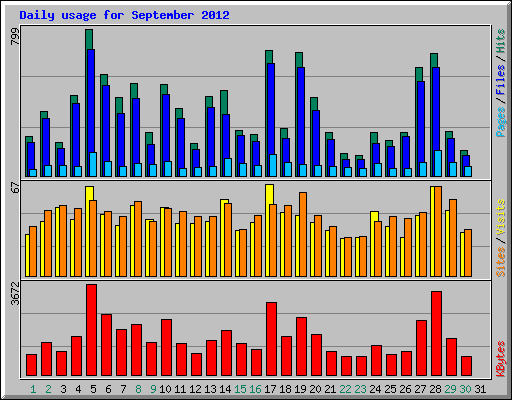 Daily usage for September 2012
799
Pages / Files / Hits
67
Sites / Visits
3672
KBytes
1 2 3 4 5 6 7 8 9 10 11 12 13 14 15 16 17 18 19 20 21 22 23 24 25 26 27 28 29 30 31